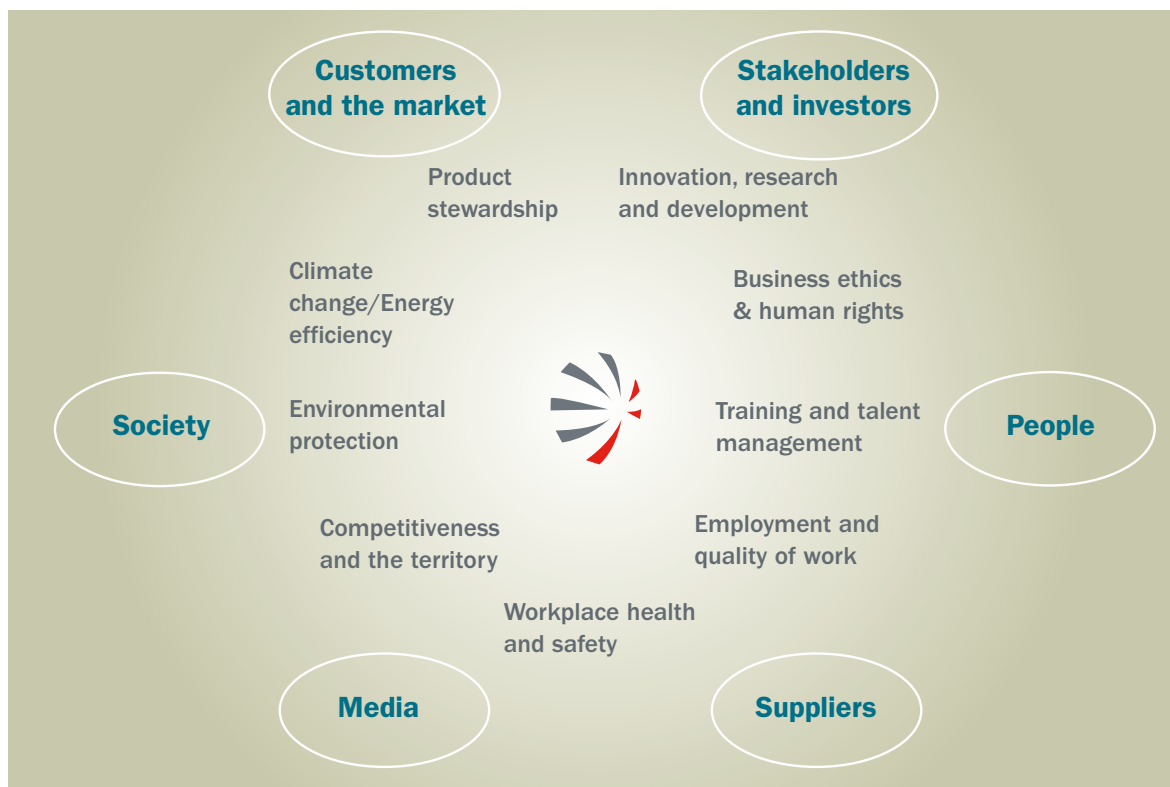 Customers
and the market
Stakeholders
and investors
Product
stewardship
Innovation, research
and development
Climate
change/Energy
efficiency
Business ethics
& human rights
Society
Environmental
protection
Training and talent
management
People
Competitiveness
and the territory
Employment and
quality of work
Workplace health
and safety
Media
Suppliers